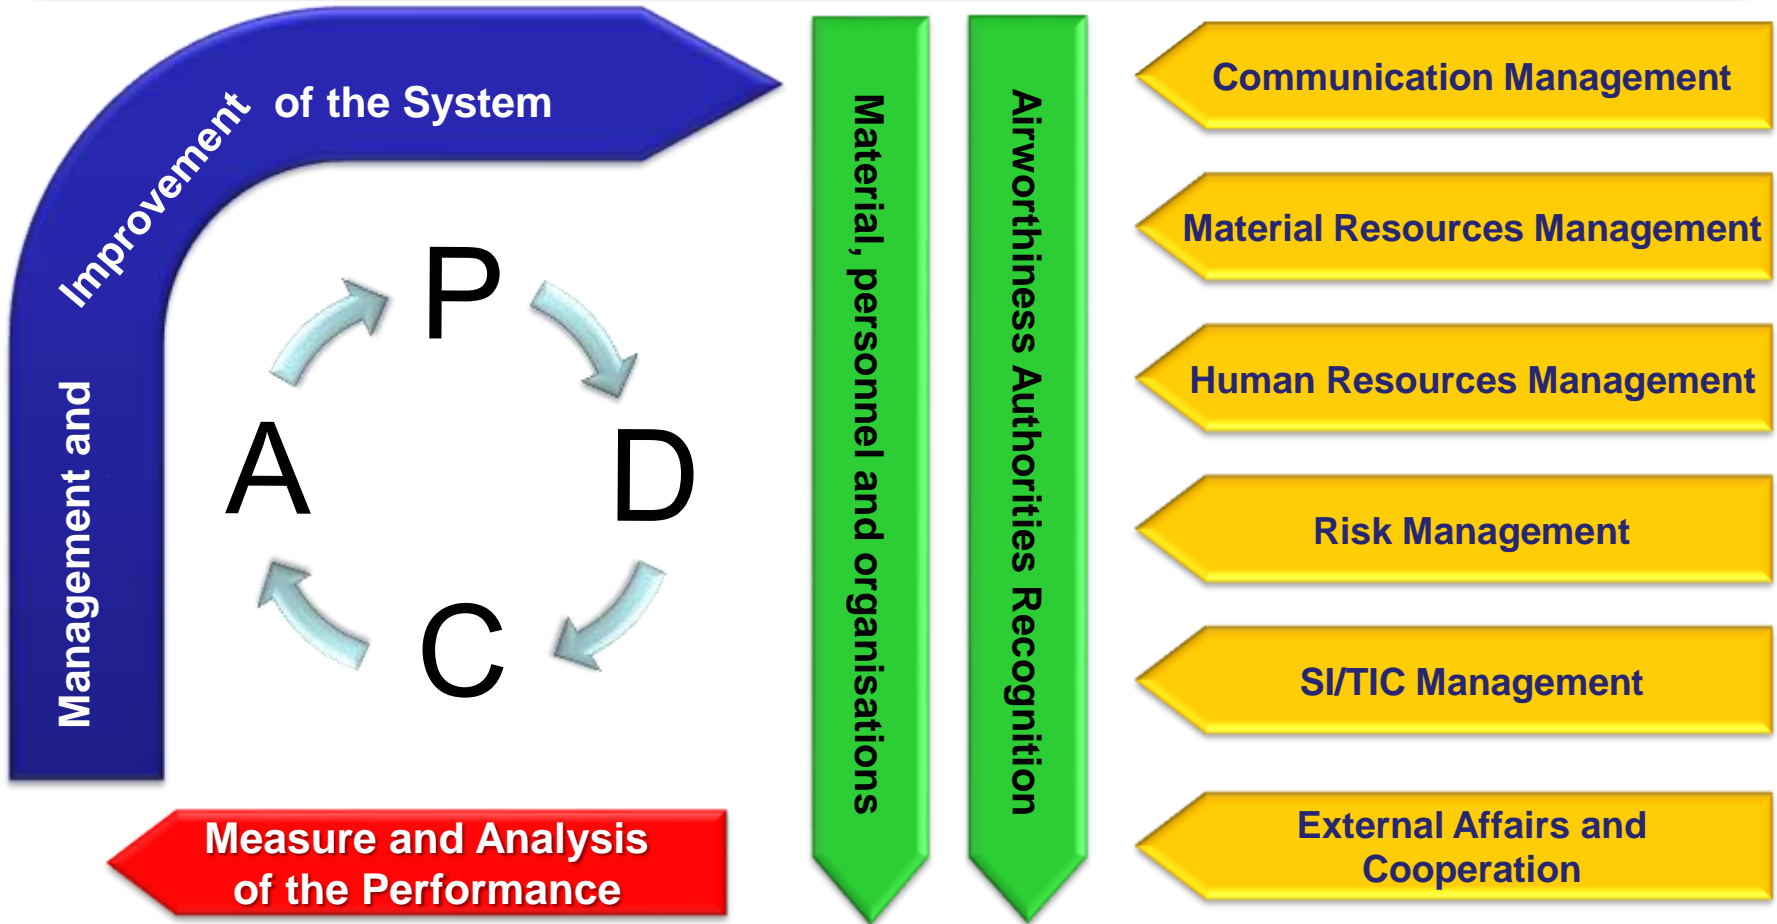 Management and
Improvement
of the System
P
D
C
A
Measure and Analysis
of the Performance
Material, personnel and organisations
Airworthiness Authorities Recognition
Communication Management
Material Resources Management
Human Resources Management
Risk Management
SI/TIC Management
External Affairs and
Cooperation